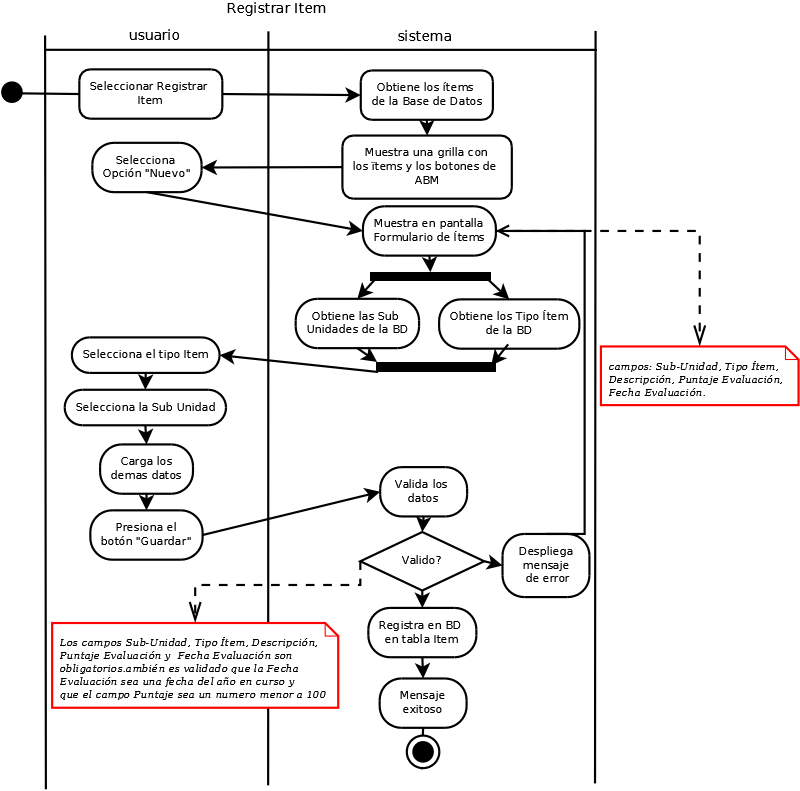 Registrar Item
usuario
sistema
Seleccionar Registrar
Item
Obtiene los ítems
de la Base de Datos
Muestra una grilla con
los ïtems y los botones de
ABM
Selecciona
Opción "Nuevo"
Muestra en pantalla
Formulario de Ítems
Obtiene las Sub
Unidades de la BD
Obtiene los Tipo Ítem
de la BD
Selecciona el tipo Item
campos: Sub-Unidad, Tipo Ítem,
Descripción, Puntaje Evaluación,
Fecha Evaluación.
Selecciona la Sub Unidad
Carga los
demas datos
Presiona el
botón "Guardar"
Valida los
datos
Valido?
Despliega
mensaje
de error
Los campos Sub-Unidad, Tipo Ítem, Descripción,
Puntaje Evaluación y Fecha Evaluación son
obligatorios.ambién es validado que la Fecha
Evaluación sea una fecha del año en curso y
que el campo Puntaje sea un numero menor a 100
Registra en BD
en tabla Item
Mensaje
exitoso